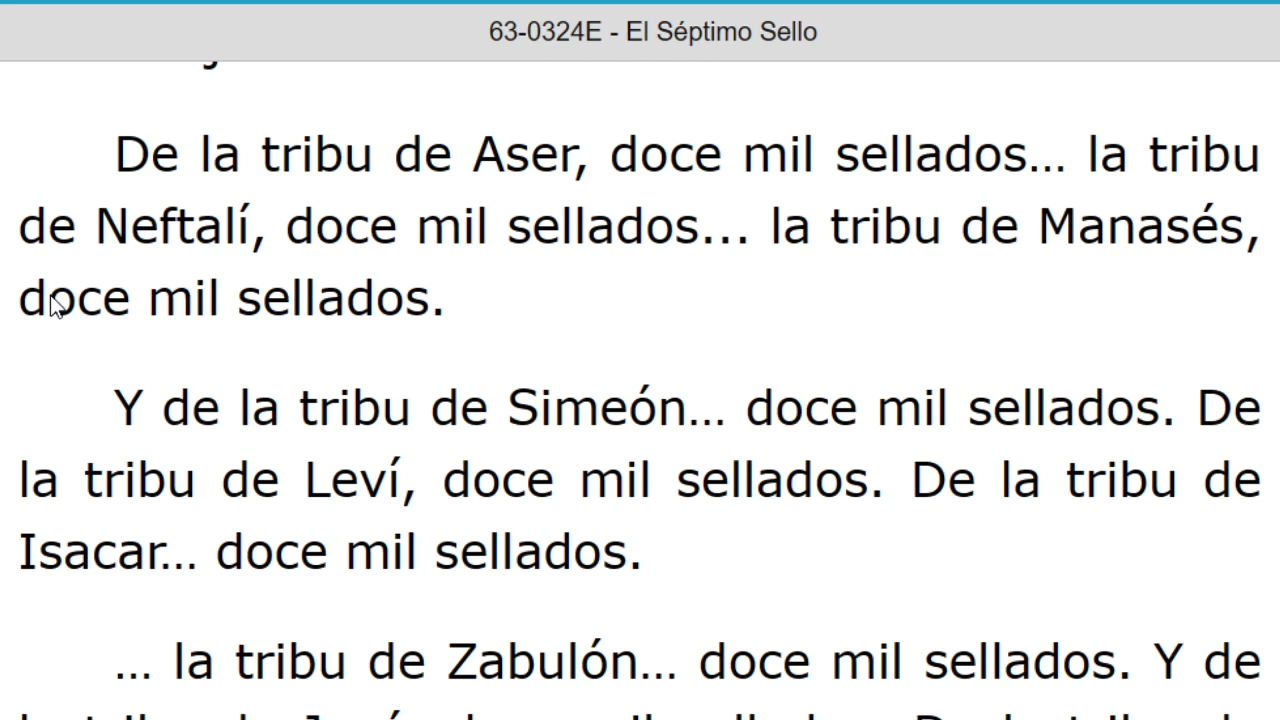 63-0324E - El Séptimo Sello
De la tribu de Aser, doce mil sellados... la tribu
de Neftalí, doce mil sellados... la tribu de Manasés,
doce mil sellados.
Y de la tribu de Simeón... doce mil sellados. De
la tribu de Leví, doce mil sellados. De la tribu de
Isacar... doce mil sellados.
... la tribu de Zabulón... doce mil sellados. Y de